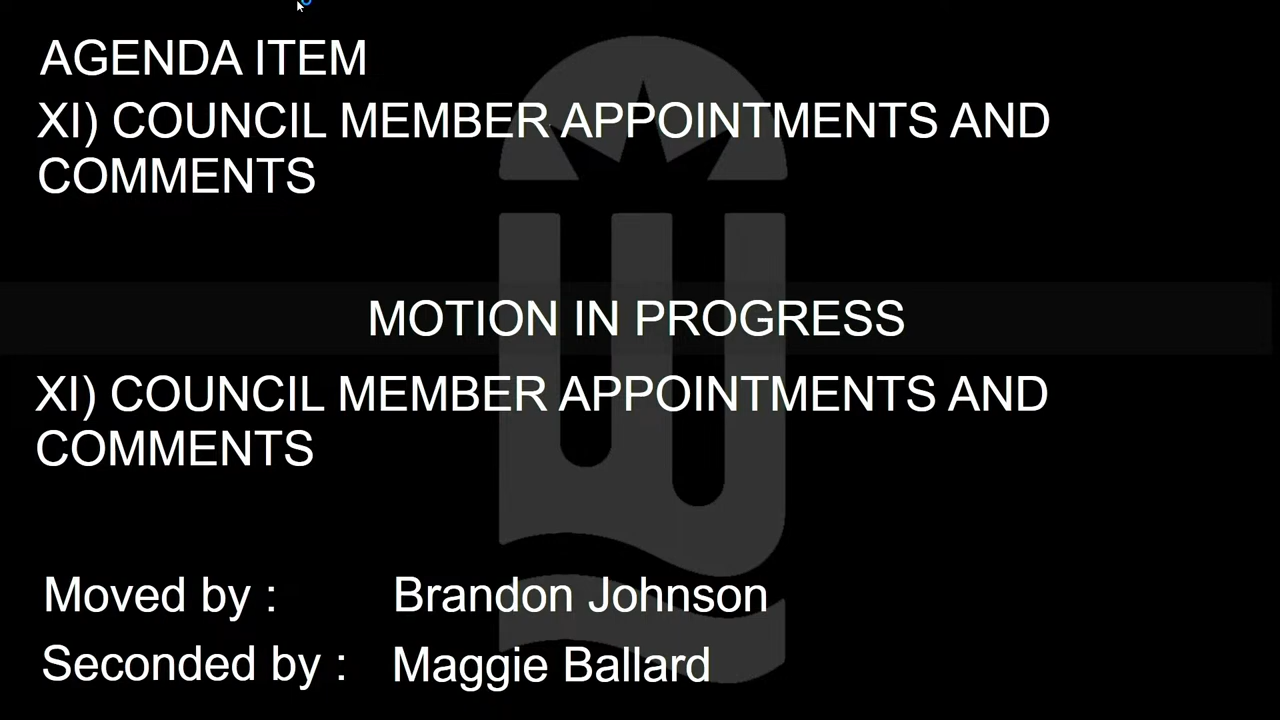 AGENDA ITEM
XI) COUNCIL MEMBER APPOINTMENTS AND
COMMENTS
MOTION IN PROGRESS
XI) COUNCIL MEMBER APPOINTMENTS AND
COMMENTS
Moved by : Brandon Johnson
Seconded by : Maggie Ballard